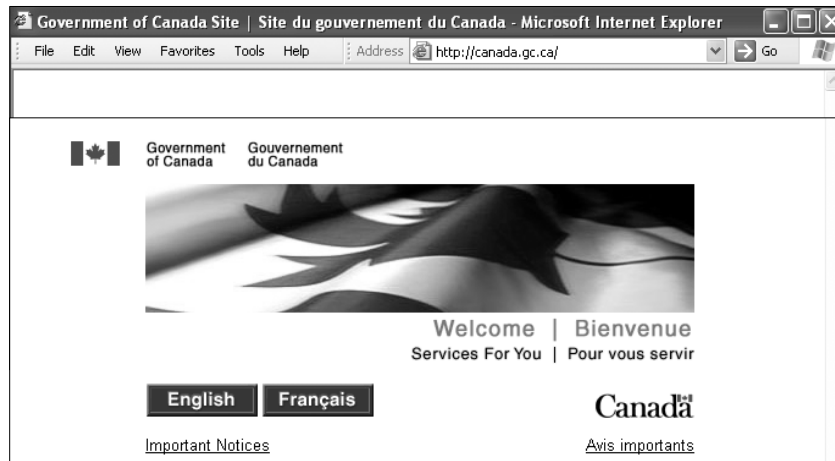 Government of Canada Site | Site du gouvernement du Canada - Microsoft Internet Explorer
File Edit View Favorites Tools Help Address http://canada.gc.ca/ Go
Government of Canada Gouvernement du Canada
Welcome | Bienvenue
Services For You | Pour vous servir
English Français Canada
Important Notices Avis importants